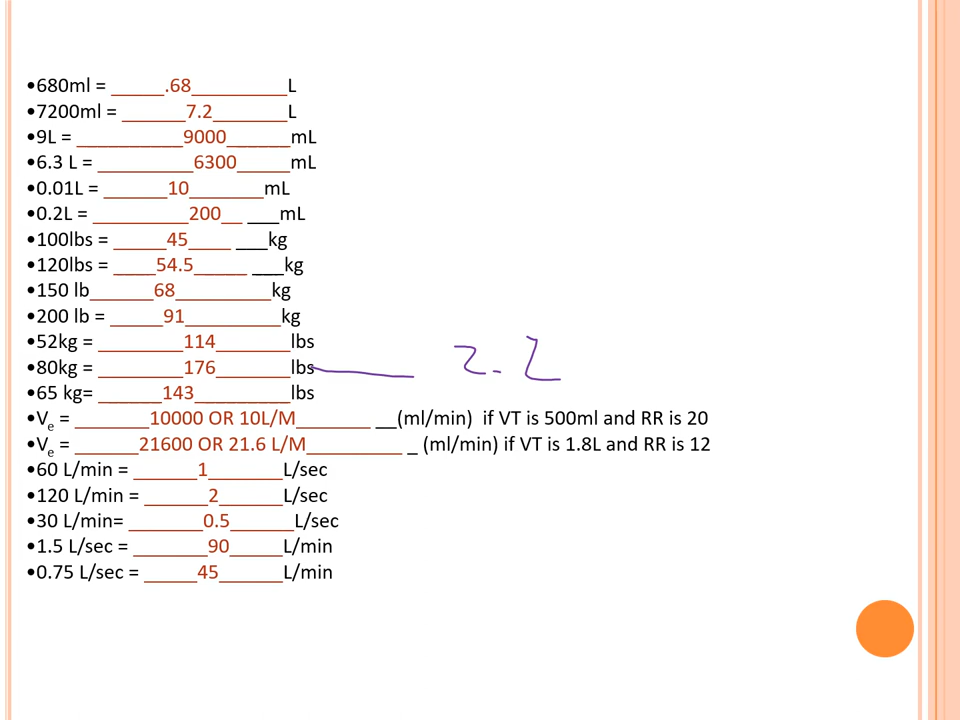 •680ml = _____.68_________L
•7200ml = ______7.2_______L
•9L = __________9000______mL
•6.3 L = _________6300_____mL
•0.01L = ______10_______mL
•0.2L = _________200__ ___mL
•100lbs = _____45____ ___kg
•120lbs = ____54.5_____ ___kg
•150 lb______68_________kg
•200 lb = _____91_________kg
•52kg = ________114_______lbs
•80kg = ________176_______lbs 2.2
•65 kg= ______143_________lbs
•Ve = _______10000 OR 10L/M_______ __(ml/min)  if VT is 500ml and RR is 20
•Ve = ______21600 OR 21.6 L/M_________ _ (ml/min) if VT is 1.8L and RR is 12
•60 L/min = ______1_______L/sec
•120 L/min = ______2______L/sec
•30 L/min= _______0.5______L/sec
•1.5 L/sec = _______90_____L/min
•0.75 L/sec = _____45______L/min